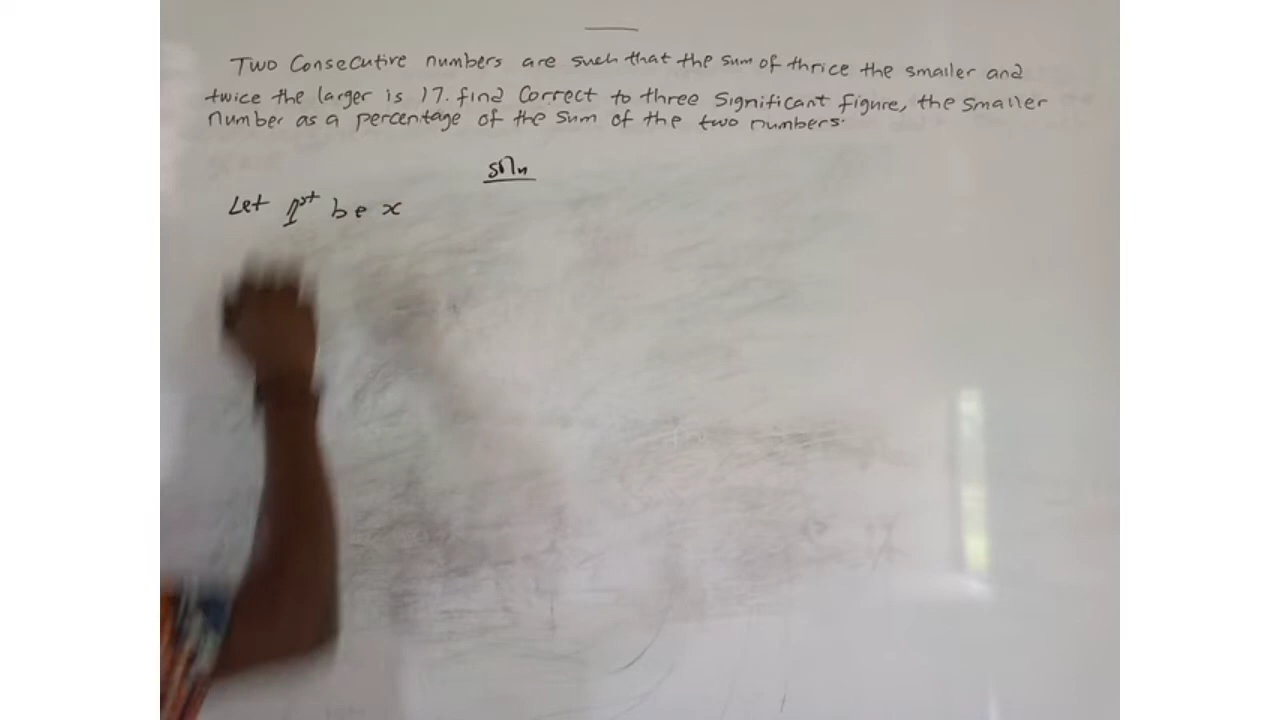 Two Consecutive numbers are such that the sum of thrice the smaller and
twice the larger is 17. find Correct to three Significant figure, the smaller
number as a percentage of the sum of the two numbers.
soln
Let 1st be x